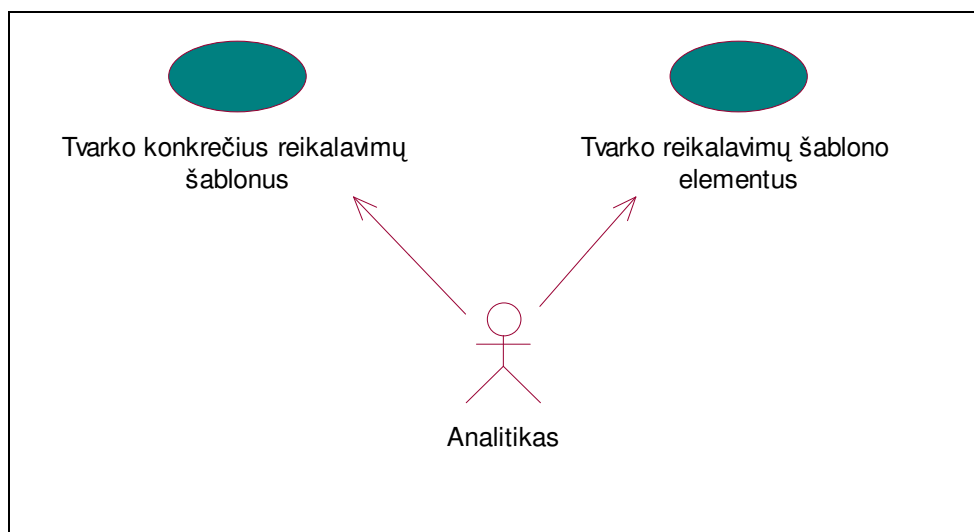 Tvarko konkrečius reikalavimų
šablonus
Tvarko reikalavimų šablono
elementus
Analitikas